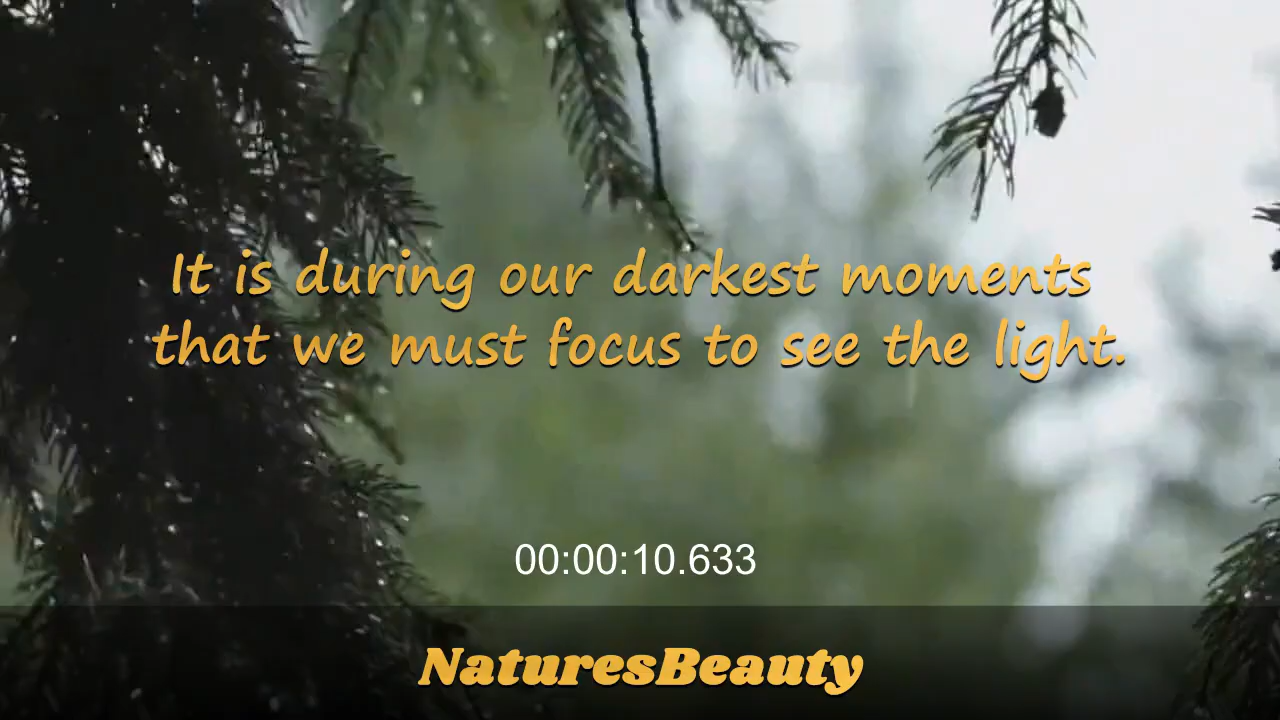 It is during our darkest moments
that we must focus to see the light.
00:00:10.633
NaturesBeauty